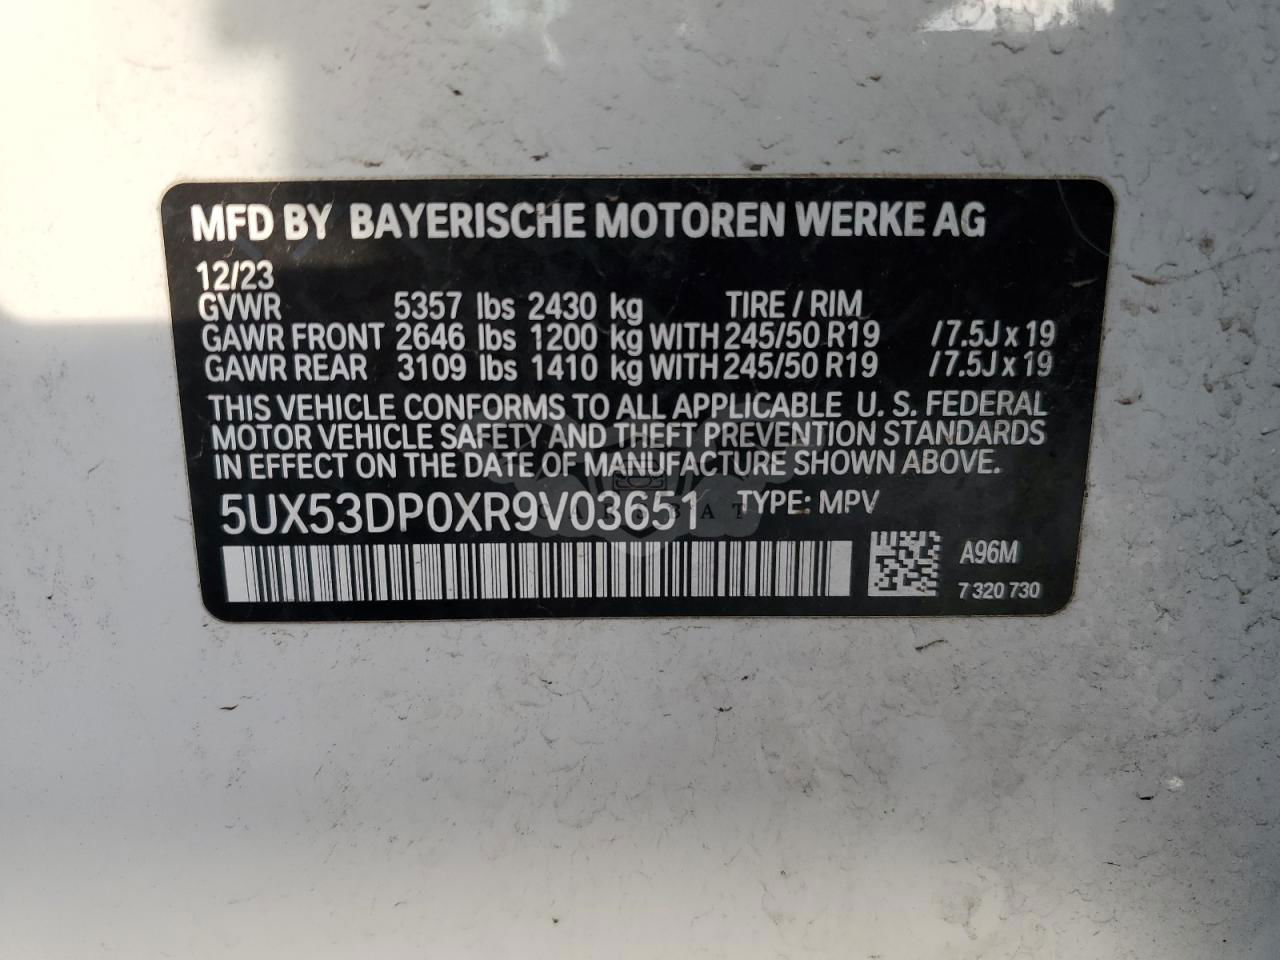 MFD BY BAYERISCHE MOTOREN WERKE AG
12/23
GVWR 5357 lbs 2430 kg TIRE / RIM
GAWR FRONT 2646 lbs 1200 kg WITH 245/50 R19 /7.5J x 19
GAWR REAR 3109 lbs 1410 kg WITH 245/50 R19 /7.5J x 19
THIS VEHICLE CONFORMS TO ALL APPLICABLE U. S. FEDERAL
MOTOR VEHICLE SAFETY AND THEFT PREVENTION STANDARDS
IN EFFECT ON THE DATE OF MANUFACTURE SHOWN ABOVE.
5UX53DP0XR9V03651 TYPE: MPV
A96M
7 320 730